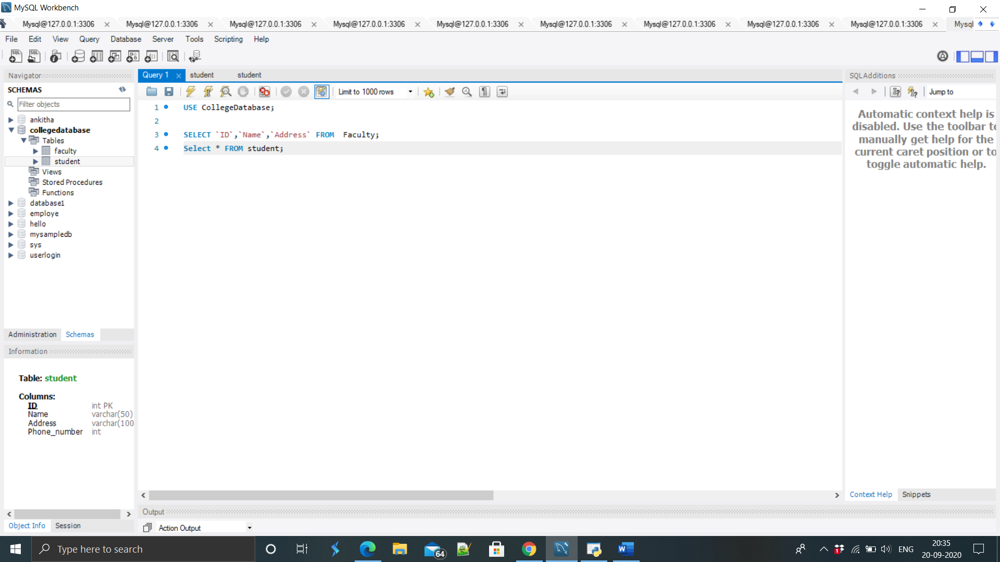 MySQL Workbench
Mysql@127.0.0.1:3306 Mysql@127.0.0.1:3306 Mysql@127.0.0.1:3306 Mysql@127.0.0.1:3306 Mysql@127.0.0.1:3306 Mysql@127.0.0.1:3306 Mysql@127.0.0.1:3306 Mysql@127.0.0.1:3306 Mysql@127.0.0.1:3306 Mysql
File Edit View Query Database Server Tools Scripting Help
Navigator
SCHEMAS
Filter objects
ankitha
collegedatabase
Tables
faculty
student
Views
Stored Procedures
Functions
database1
employe
hello
mysampledb
sys
userlogin
Administration Schemas
Information
Table: student
Columns:
ID int PK
Name varchar(50)
Address varchar(100
Phone_number int
Object Info Session
Query 1 student student
Limit to 1000 rows
1 USE CollegeDatabase;
2
3 SELECT `ID`,`Name`,`Address` FROM  Faculty;
4 Select * FROM student;
Output
Action Output
SQLAdditions
Jump to
Automatic context help is
disabled. Use the toolbar to
manually get help for the
current caret position or to
toggle automatic help.
Context Help Snippets
Type here to search
64
1
ENG
20:35
20-09-2020